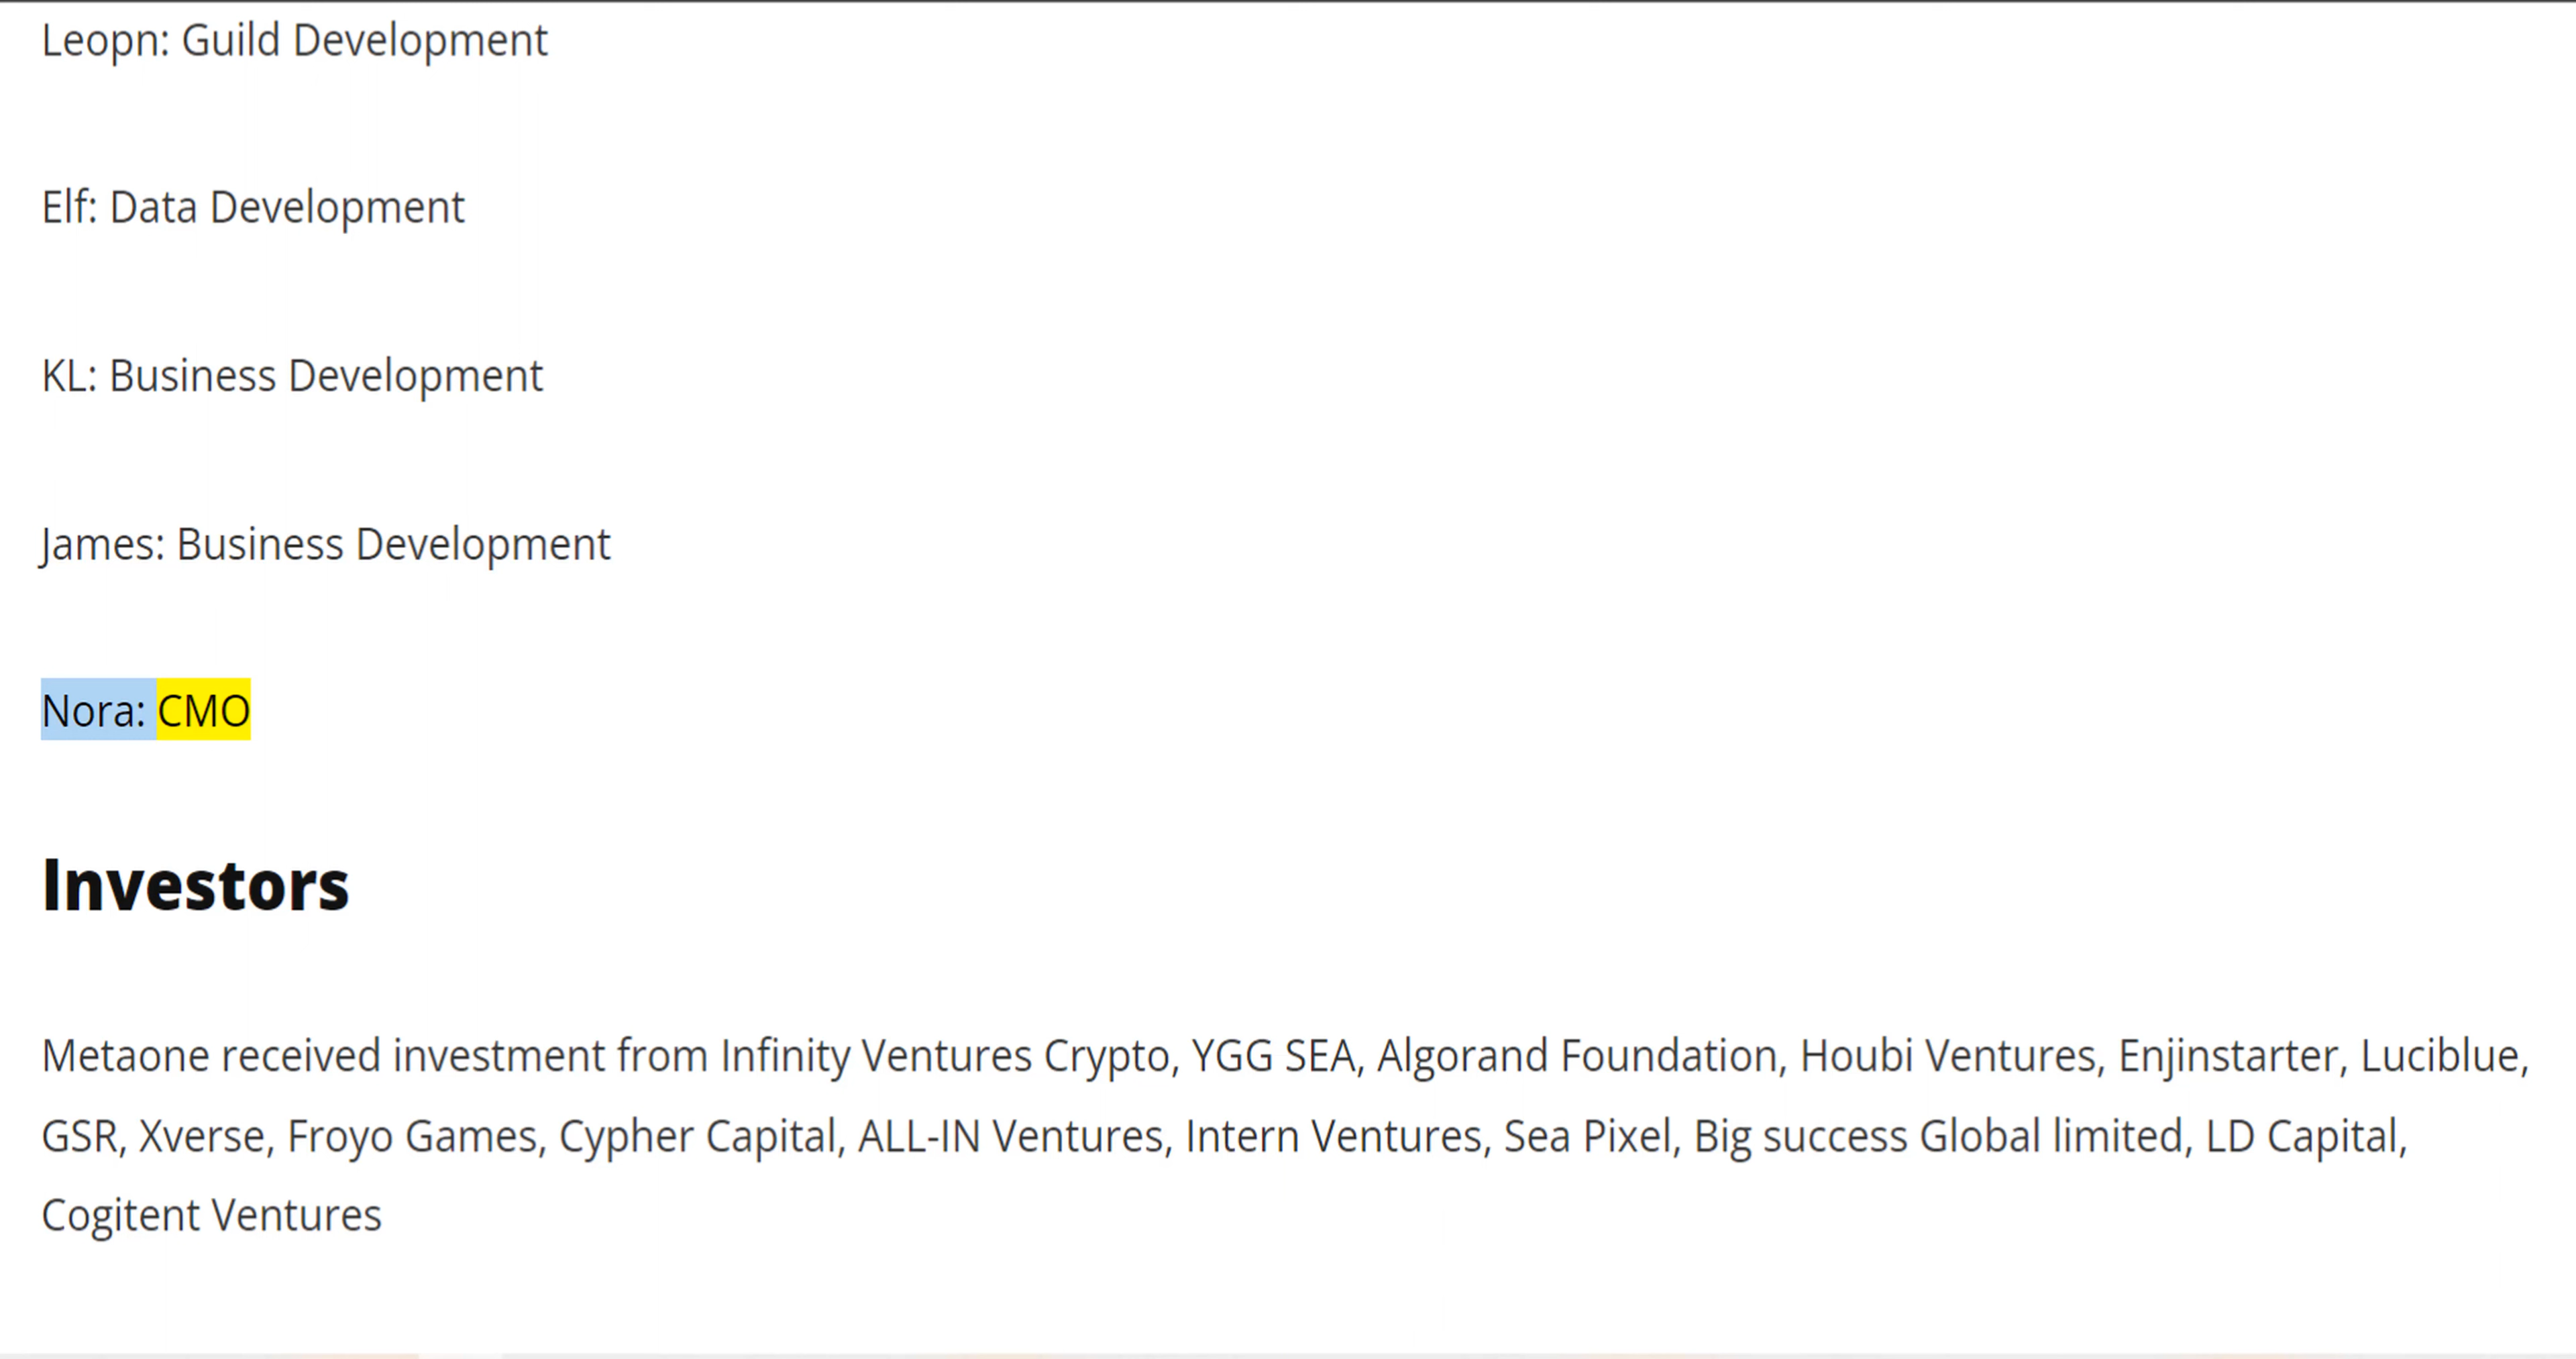 Leopn: Guild Development
Elf: Data Development
KL: Business Development
James: Business Development
Nora: CMO
Investors
Metaone received investment from Infinity Ventures Crypto, YGG SEA, Algorand Foundation, Houbi Ventures, Enjinstarter, Luciblue,
GSR, Xverse, Froyo Games, Cypher Capital, ALL-IN Ventures, Intern Ventures, Sea Pixel, Big success Global limited, LD Capital,
Cogitent Ventures